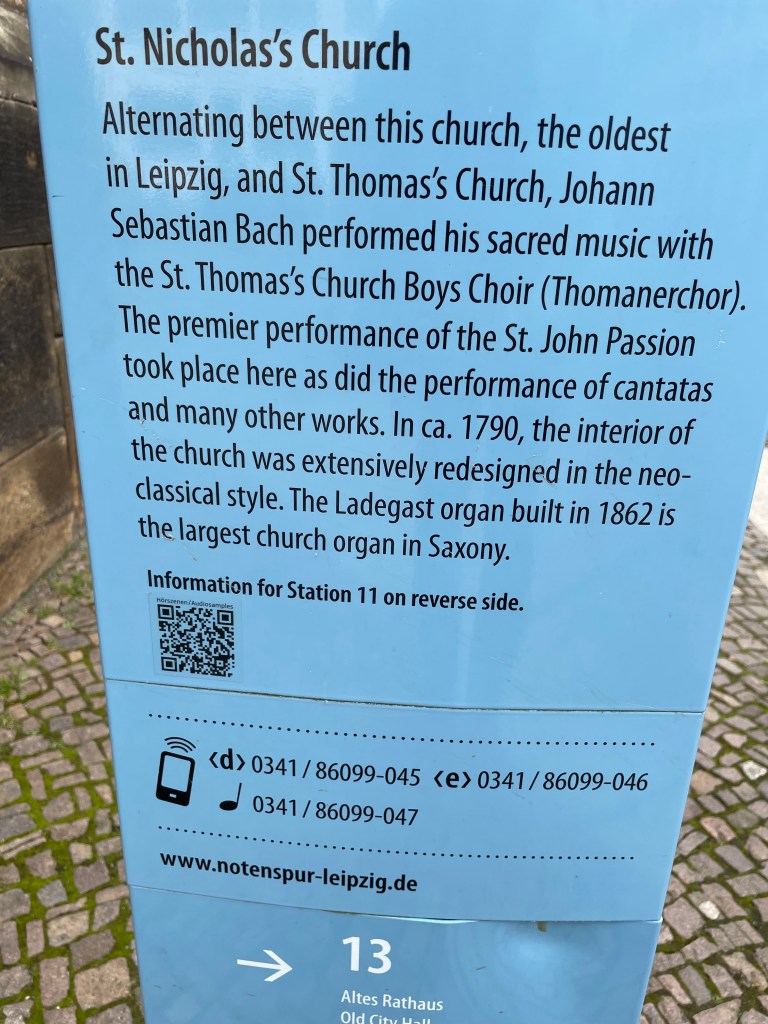 St. Nicholas's Church
Alternating between this church, the oldest
in Leipzig, and St. Thomas's Church, Johann
Sebastian Bach performed his sacred music with
the St. Thomas's Church Boys Choir (Thomanerchor).
The premier performance of the St. John Passion
took place here as did the performance of cantatas
and many other works. In ca. 1790, the interior of
the church was extensively redesigned in the neo-
classical style. The Ladegast organ built in 1862 is
the largest church organ in Saxony.
Information for Station 11 on reverse side.
Hörszenen/Audiosamples
<d> 0341 / 86099-045 <e> 0341 / 86099-046
0341 / 86099-047
www.notenspur-leipzig.de
→ 13
Altes Rathaus
Old City Hall